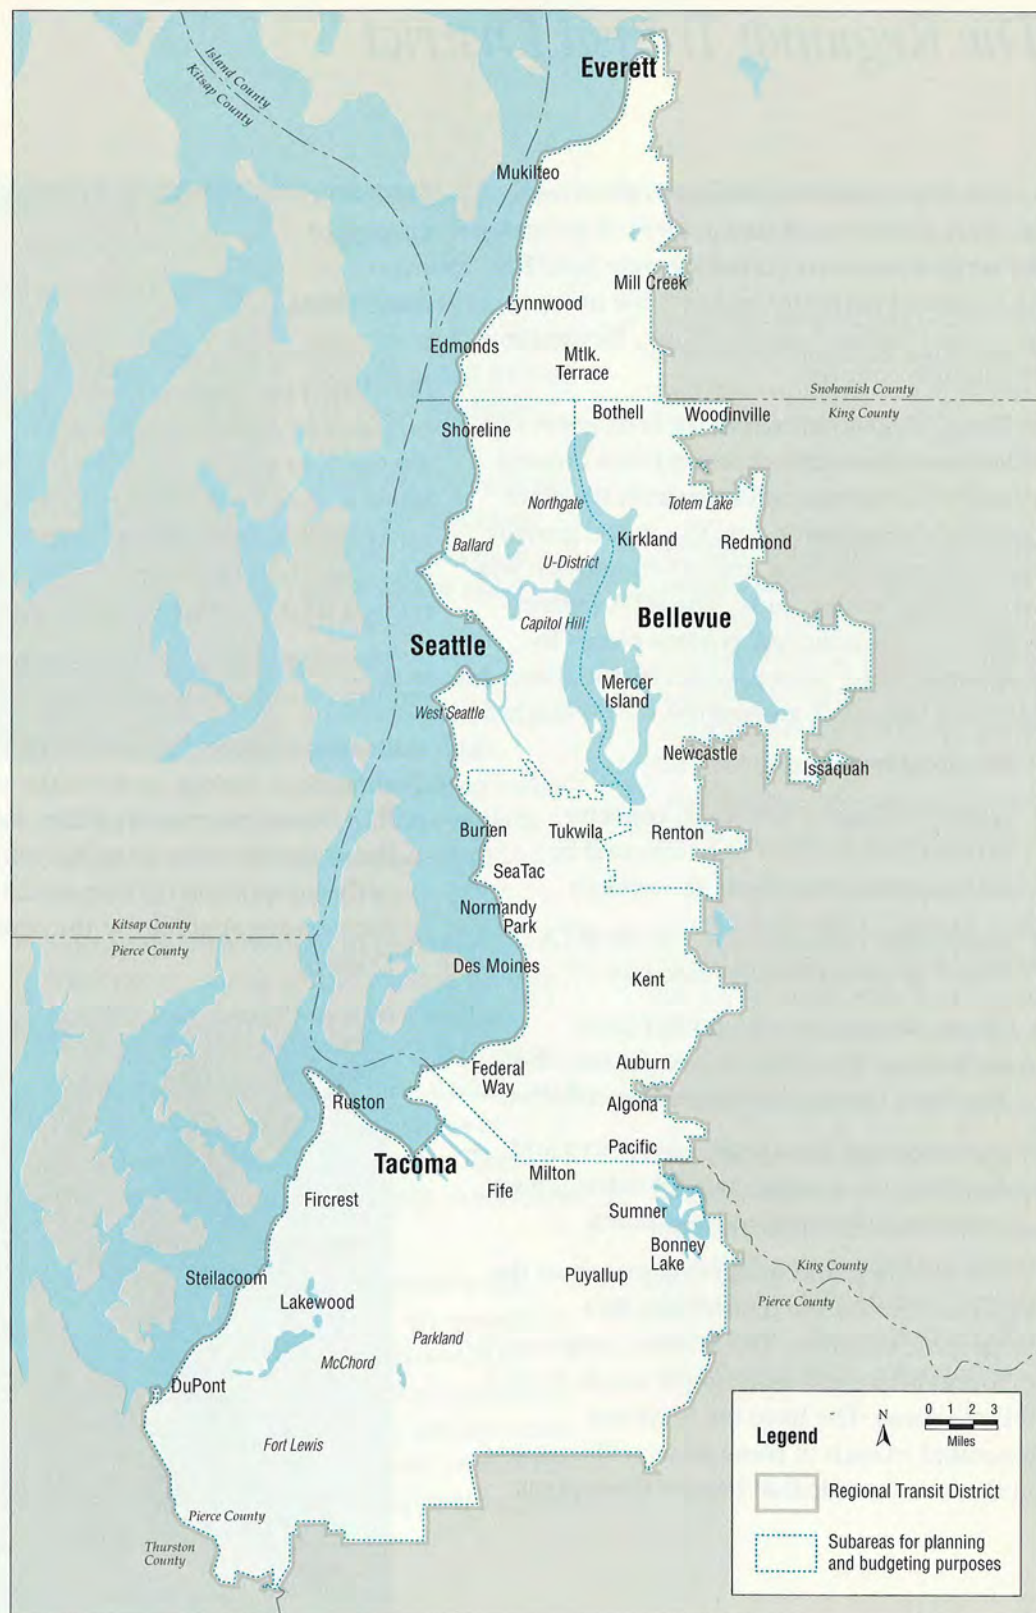 Everett
Island County
Kitsap County
Mukilteo
Mill Creek
Lynnwood
Edmonds
Mtlk.
Terrace
Snohomish County
King County
Bothell
Woodinville
Shoreline
Northgate
Totem Lake
Ballard
Kirkland
Redmond
U-District
Capitol Hill
Bellevue
Seattle
Mercer
Island
West Seattle
Newcastle
Issaquah
Burien
Tukwila
Renton
SeaTac
Normandy
Park
Kitsap County
Pierce County
Des Moines
Kent
Federal
Way
Auburn
Ruston
Algona
Pacific
Tacoma
Milton
Fife
Fircrest
Sumner
Bonney
Lake
King County
Pierce County
Puyallup
Steilacoom
Lakewood
Parkland
McChord
DuPont
Fort Lewis
Pierce County
Thurston
County
Legend
N
0 1 2 3
Miles
Regional Transit District
Subareas for planning
and budgeting purposes